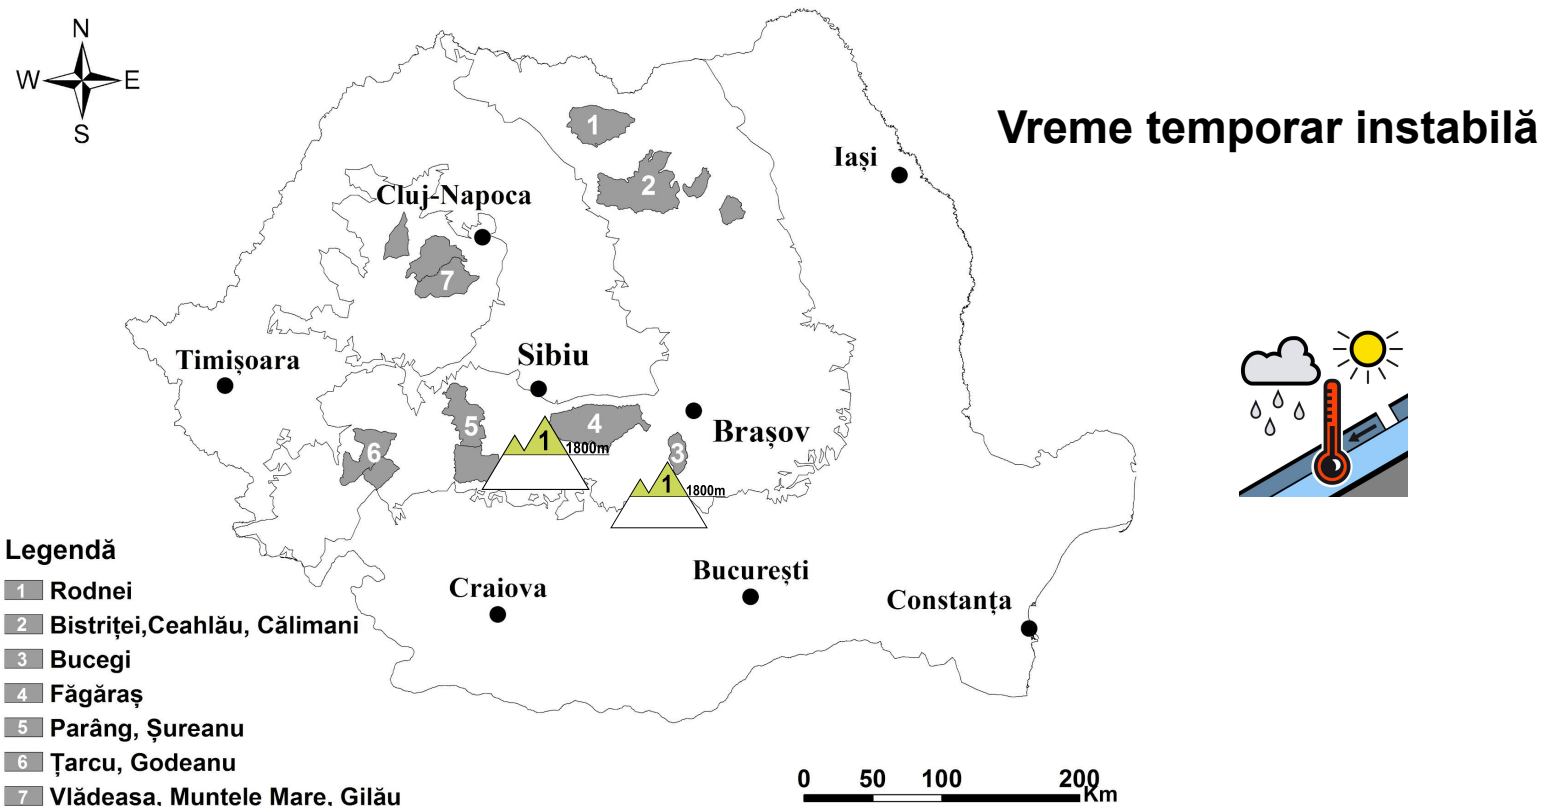 N
W E
S
Vreme temporar instabilă
1
Iași
2
Cluj-Napoca
7
Timișoara
Sibiu
5
4
1
1800m
Brașov
6
3
1
1800m
Legendă
1 Rodnei
2 Bistriței,Ceahlău, Călimani
3 Bucegi
4 Făgăraș
5 Parâng, Șureanu
6 Țarcu, Godeanu
7 Vlădeasa, Muntele Mare, Gilău
Craiova
București
Constanța
0 50 100 200
Km